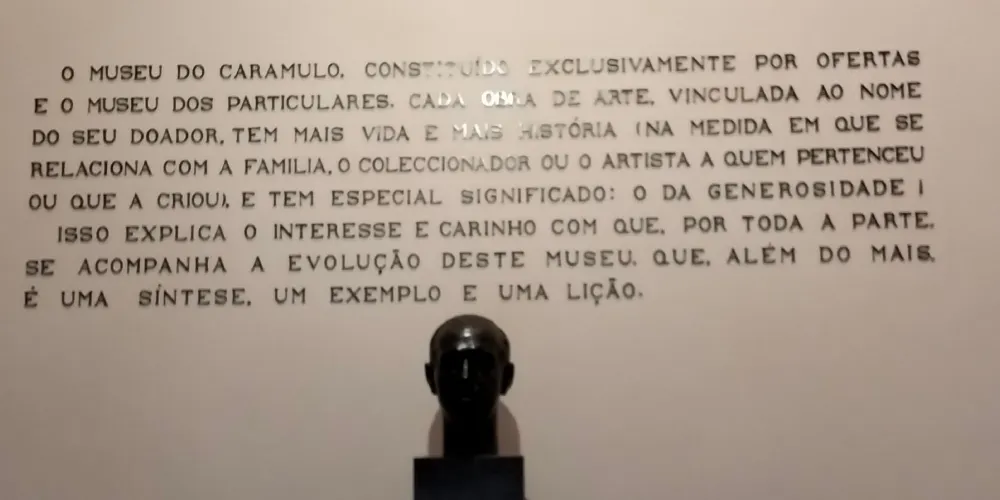 O MUSEU DO CARAMULO, CONSTITUÍDO EXCLUSIVAMENTE POR OFERTAS
E O MUSEU DOS PARTICULARES. CADA OBRA DE ARTE, VINCULADA AO NOME
DO SEU DOADOR, TEM MAIS VIDA E MAIS HISTÓRIA (NA MEDIDA EM QUE SE
RELACIONA COM A FAMILIA, O COLECCIONADOR OU O ARTISTA A QUEM PERTENCEU
OU QUE A CRIOU), E TEM ESPECIAL SIGNIFICADO: O DA GENEROSIDADE !
ISSO EXPLICA O INTERESSE E CARINHO COM QUE, POR TODA A PARTE,
SE ACOMPANHA A EVOLUÇÃO DESTE MUSEU, QUE, ALÉM DO MAIS,
É UMA SÍNTESE, UM EXEMPLO E UMA LIÇÃO.